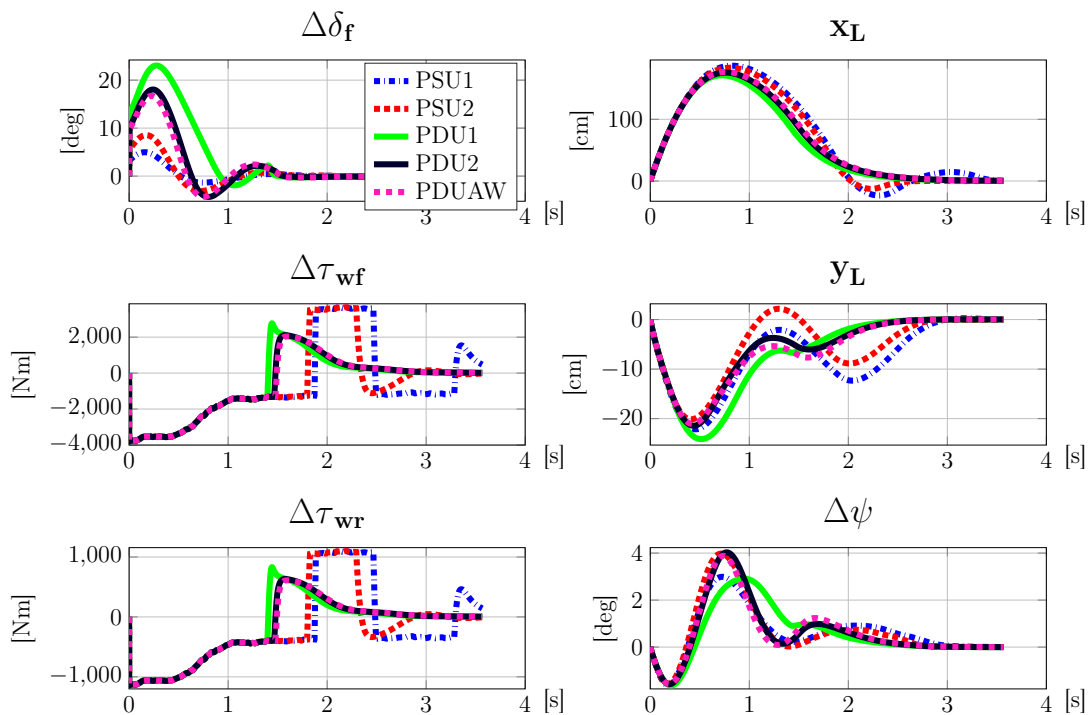 Δδf
[deg]
20
10
0
0 1 2 3 4 [s]
PSU1
PSU2
PDU1
PDU2
PDUAW
xL
[cm]
100
0
0 1 2 3 4 [s]
Δτwf
[Nm]
2,000
0
−2,000
−4,000
0 1 2 3 4 [s]
yL
[cm]
0
−10
−20
0 1 2 3 4 [s]
Δτwr
[Nm]
1,000
0
−1,000
0 1 2 3 4 [s]
Δψ
[deg]
4
2
0
0 1 2 3 4 [s]